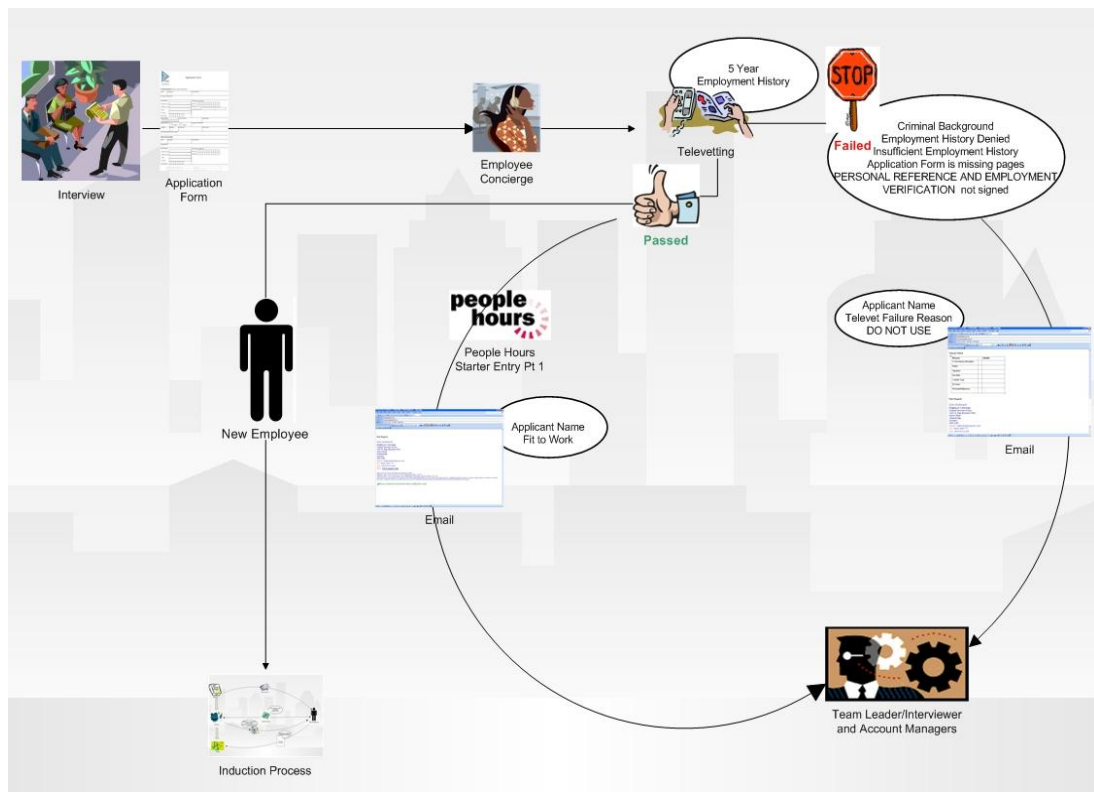 5 Year
Employment History
STOP
Failed
Criminal Background
Employment History Denied
Insufficient Employment History
Application Form is missing pages
PERSONAL REFERENCE AND EMPLOYMENT
VERIFICATION not signed
Interview
Application
Form
Employee
Concierge
Televetting
Passed
people
hours
People Hours
Starter Entry Pt 1
Applicant Name
Televet Failure Reason
DO NOT USE
New Employee
Applicant Name
Fit to Work
Email
Email
Team Leader/Interviewer
and Account Managers
Induction Process